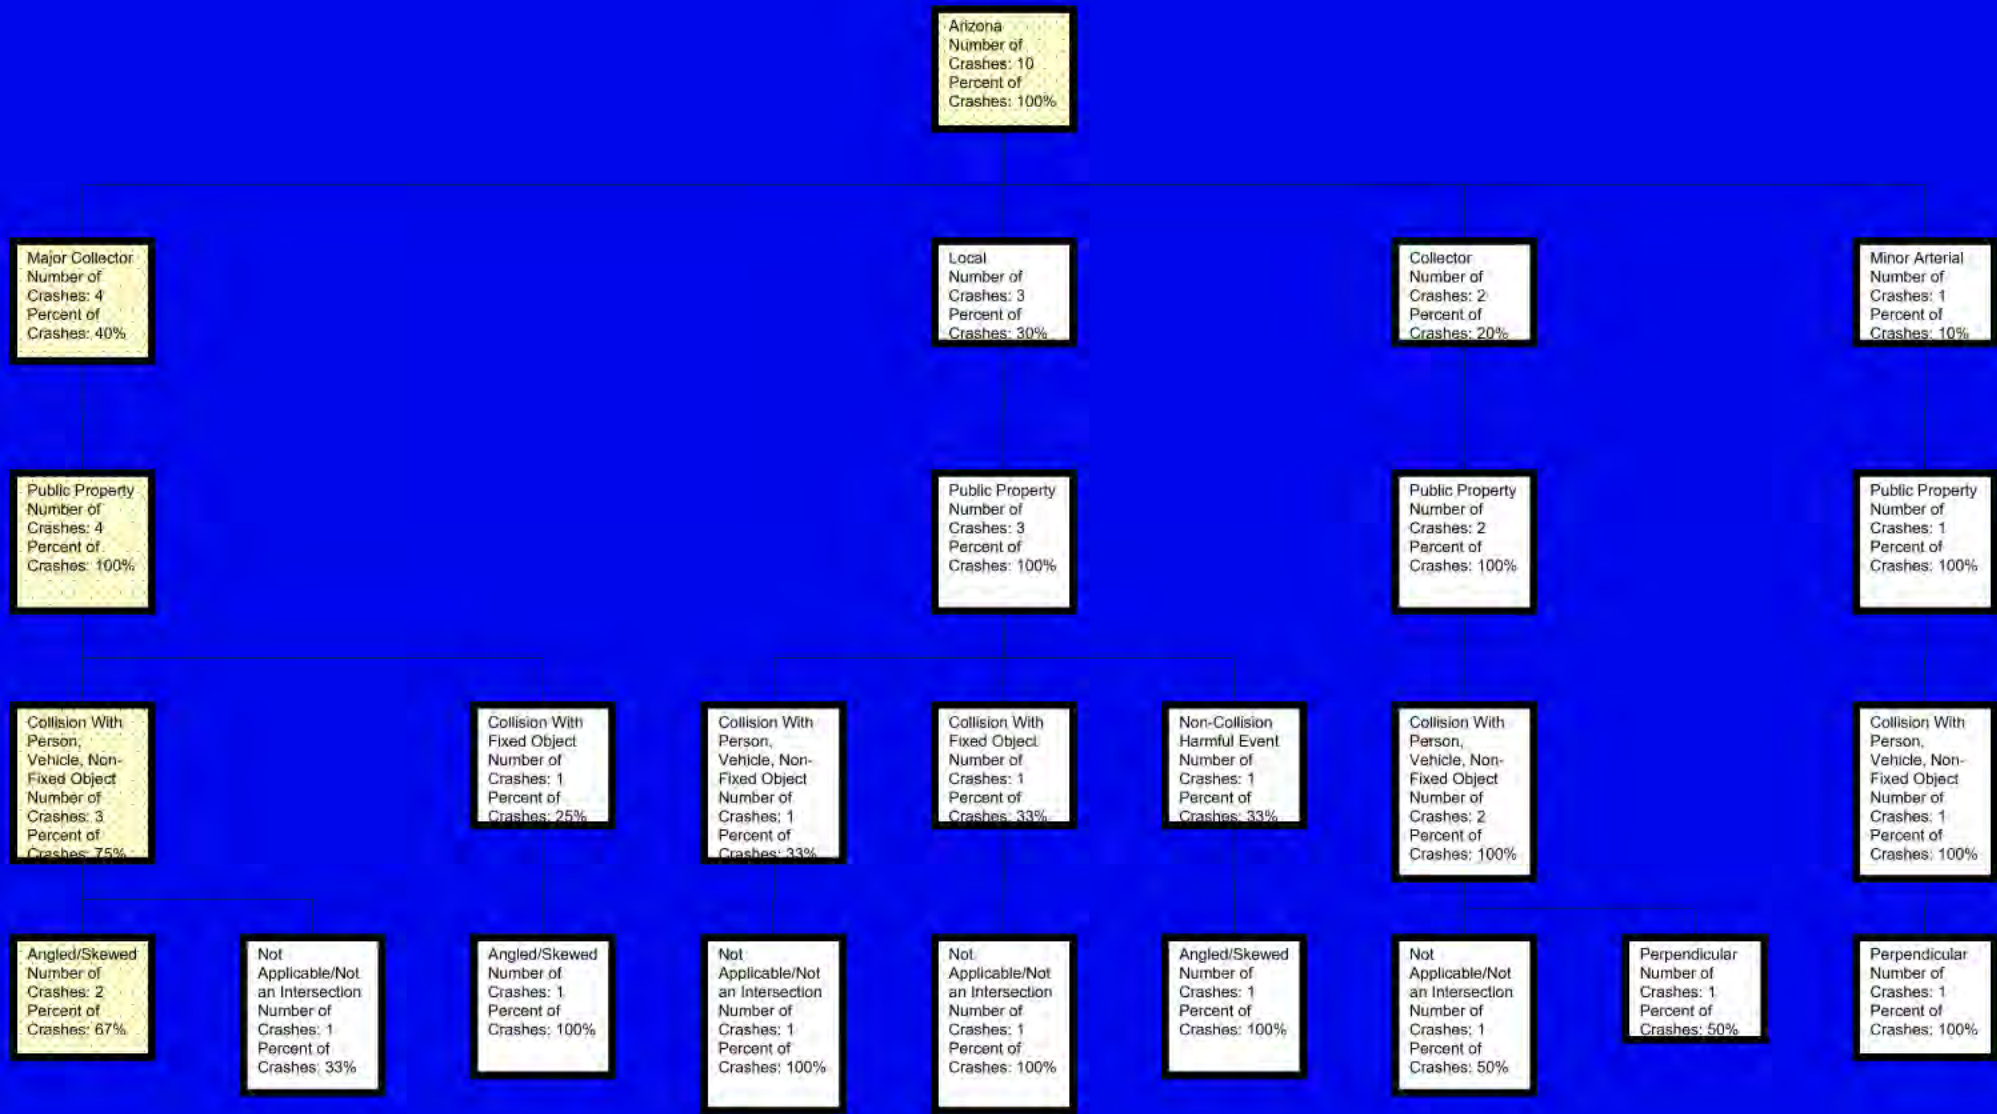 Arizona
Number of
Crashes: 10
Percent of
Crashes: 100%
Major Collector
Number of
Crashes: 4
Percent of
Crashes: 40%
Local
Number of
Crashes: 3
Percent of
Crashes: 30%
Collector
Number of
Crashes: 2
Percent of
Crashes: 20%
Minor Arterial
Number of
Crashes: 1
Percent of
Crashes: 10%
Public Property
Number of
Crashes: 4
Percent of
Crashes: 100%
Public Property
Number of
Crashes: 3
Percent of
Crashes: 100%
Public Property
Number of
Crashes: 2
Percent of
Crashes: 100%
Public Property
Number of
Crashes: 1
Percent of
Crashes: 100%
Collision With
Person,
Vehicle, Non-
Fixed Object
Number of
Crashes: 3
Percent of
Crashes: 75%
Collision With
Fixed Object
Number of
Crashes: 1
Percent of
Crashes: 25%
Collision With
Person,
Vehicle, Non-
Fixed Object
Number of
Crashes: 1
Percent of
Crashes: 33%
Collision With
Fixed Object
Number of
Crashes: 1
Percent of
Crashes: 33%
Non-Collision
Harmful Event
Number of
Crashes: 1
Percent of
Crashes: 33%
Collision With
Person,
Vehicle, Non-
Fixed Object
Number of
Crashes: 2
Percent of
Crashes: 100%
Collision With
Person,
Vehicle, Non-
Fixed Object
Number of
Crashes: 1
Percent of
Crashes: 100%
Angled/Skewed
Number of
Crashes: 2
Percent of
Crashes: 67%
Not
Applicable/Not
an Intersection
Number of
Crashes: 1
Percent of
Crashes: 33%
Angled/Skewed
Number of
Crashes: 1
Percent of
Crashes: 100%
Not
Applicable/Not
an Intersection
Number of
Crashes: 1
Percent of
Crashes: 100%
Not
Applicable/Not
an Intersection
Number of
Crashes: 1
Percent of
Crashes: 100%
Angled/Skewed
Number of
Crashes: 1
Percent of
Crashes: 100%
Not
Applicable/Not
an Intersection
Number of
Crashes: 1
Percent of
Crashes: 50%
Perpendicular
Number of
Crashes: 1
Percent of
Crashes: 50%
Perpendicular
Number of
Crashes: 1
Percent of
Crashes: 100%